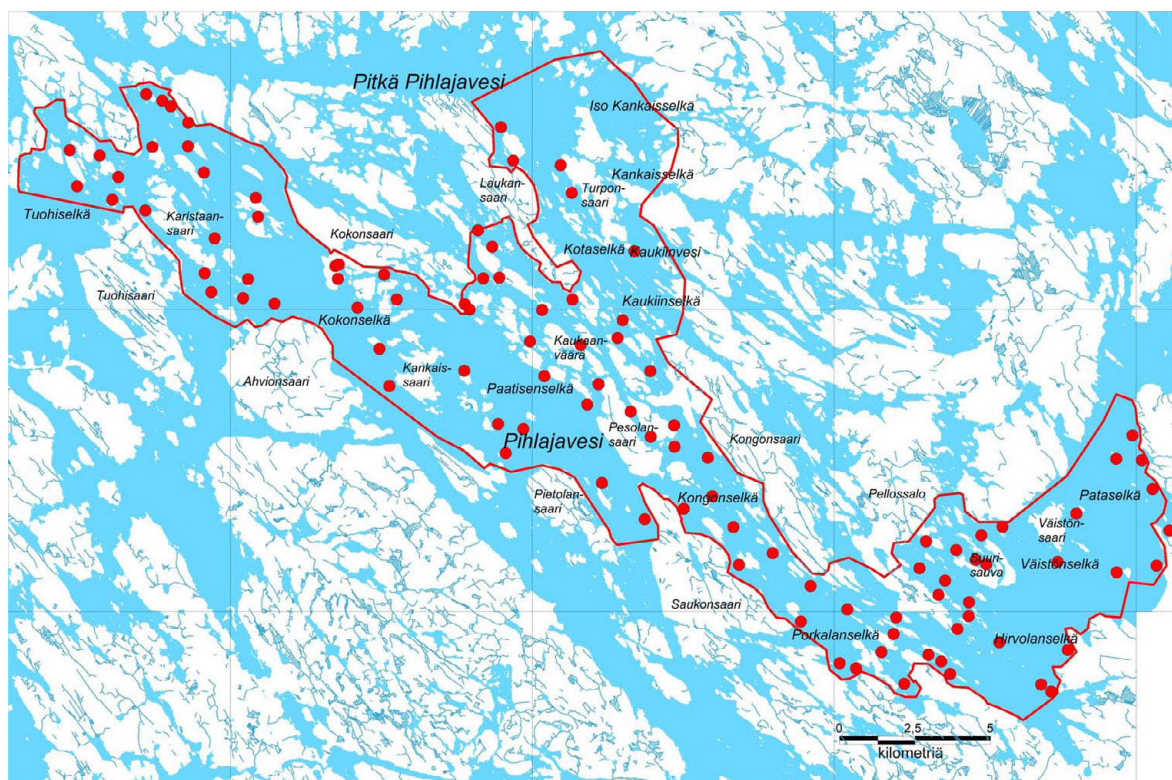 Pitkä Pihlajavesi
Iso Kankaisselkä
Kankaisselkä
Laukan-
saari
Turpon-
saari
Tuohiselkä
Karistaan-
saari
Kokonsaari
Kotaselkä
Kaukiinvesi
Tuohisaari
Kaukiinselkä
Kokonselkä
Kaukaan-
vaara
Ahvionsaari
Kankais-
saari
Paatisenselkä
Pihlajavesi
Pesolan-
saari
Kongonsaari
Pietolan-
saari
Kongonselkä
Pellossalo
Pataselkä
Väistön-
saari
Väistönselkä
Saukonsaari
Porkalanselkä
Hirvolanselkä
sauva
0 2,5 5
kilometriä